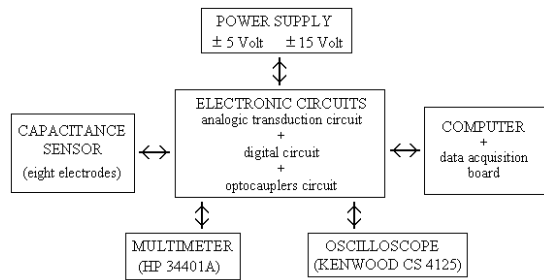 POWER SUPPLY
± 5 Volt ± 15 Volt
ELECTRONIC CIRCUITS
analogic transduction circuit
+
digital circuit
+
optocauplers circuit
CAPACITANCE
SENSOR
(eight electrodes)
COMPUTER
+
data acquisition
board
MULTIMETER
(HP 34401A)
OSCILLOSCOPE
(KENWOOD CS 4125)